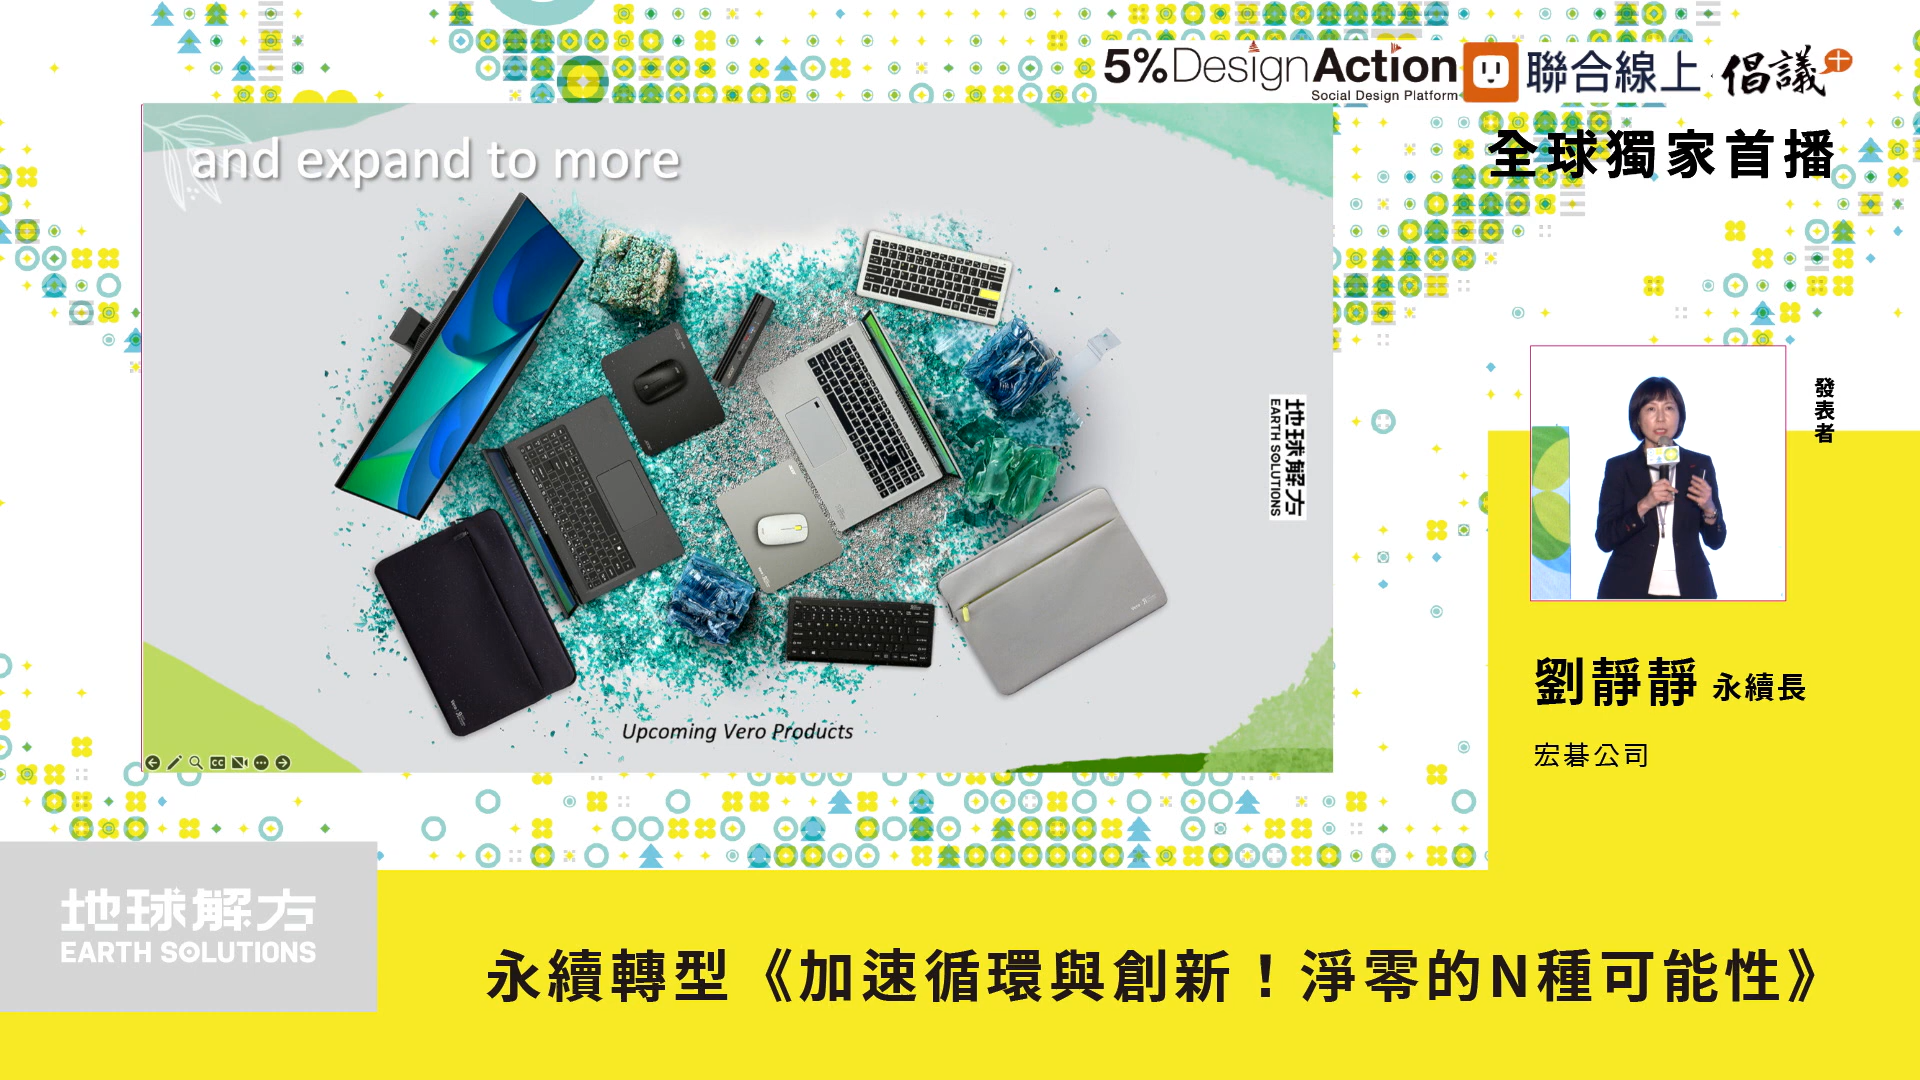 5%DesignAction
Social Design Platform
聯合線上
倡議+
全球獨家首播
and expand to more
地球解方
EARTH SOLUTIONS
Upcoming Vero Products
CC
發表者
劉靜靜 永續長
宏碁公司
地球解方
EARTH SOLUTIONS
永續轉型《加速循環與創新！淨零的N種可能性》